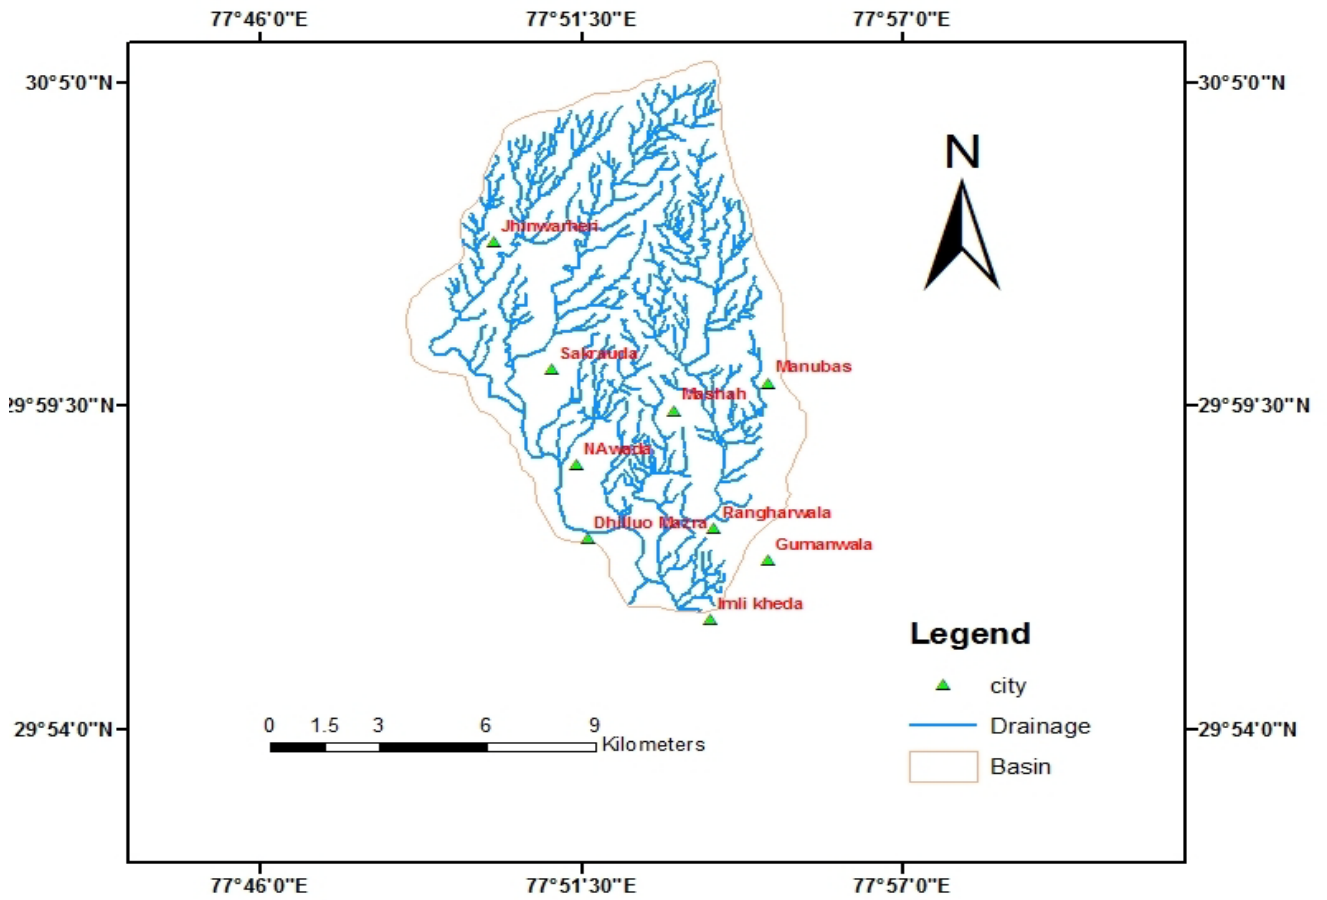 77°46'0"E 77°51'30"E 77°57'0"E
30°5'0"N 30°5'0"N
N
Jhinwarheri
Sakrauda
Manubas
Mashah
29°59'30"N 29°59'30"N
NAwada
Rangharwala
Dhilluo Mazra
Gumanwala
Imli kheda
Legend
city
0 1.5 3 6 9
Drainage
29°54'0"N 29°54'0"N
Kilometers
Basin
77°46'0"E 77°51'30"E 77°57'0"E